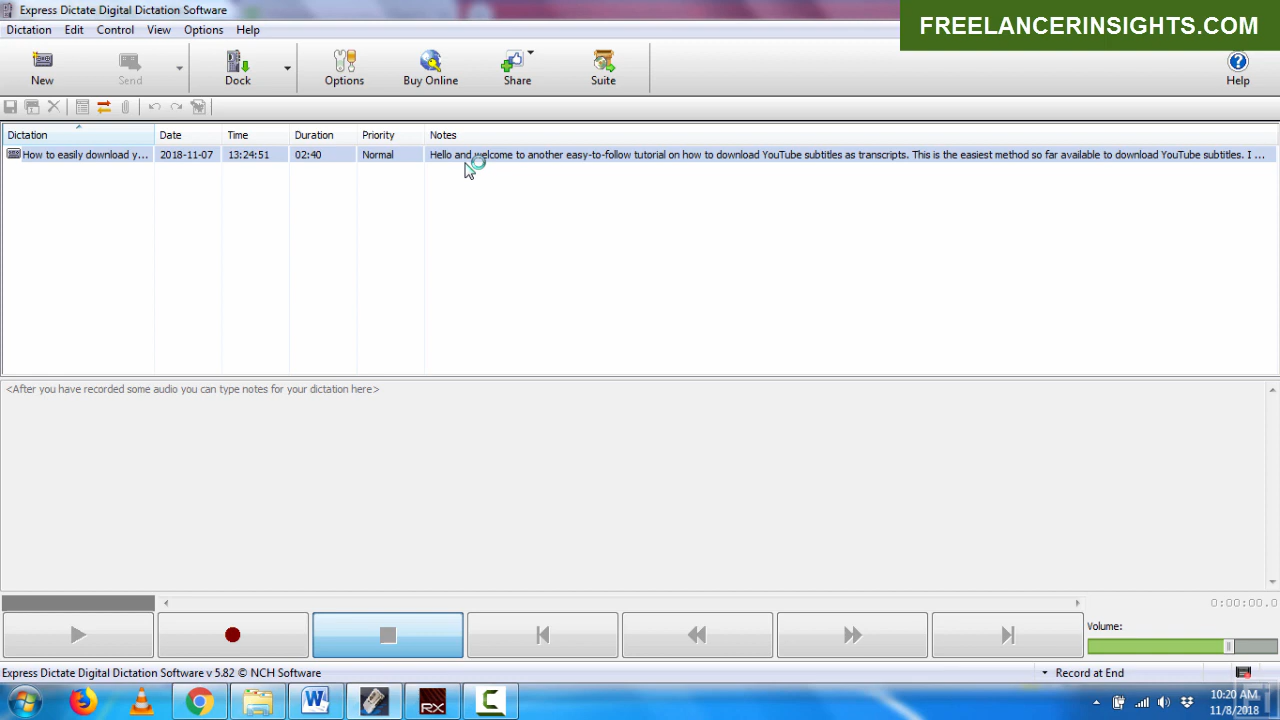 Express Dictate Digital Dictation Software
FREELANCERINSIGHTS.COM
Dictation Edit Control View Options Help
New Send Dock Options Buy Online Share Suite Help
Dictation Date Time Duration Priority Notes
How to easily download y... 2018-11-07 13:24:51 02:40 Normal Hello and welcome to another easy-to-follow tutorial on how to download YouTube subtitles as transcripts. This is the easiest method so far available to download YouTube subtitles. I ...
<After you have recorded some audio you can type notes for your dictation here>
0:00:00.0
Volume:
Express Dictate Digital Dictation Software v 5.82 © NCH Software Record at End
W RX C
10:20 AM
11/8/2018